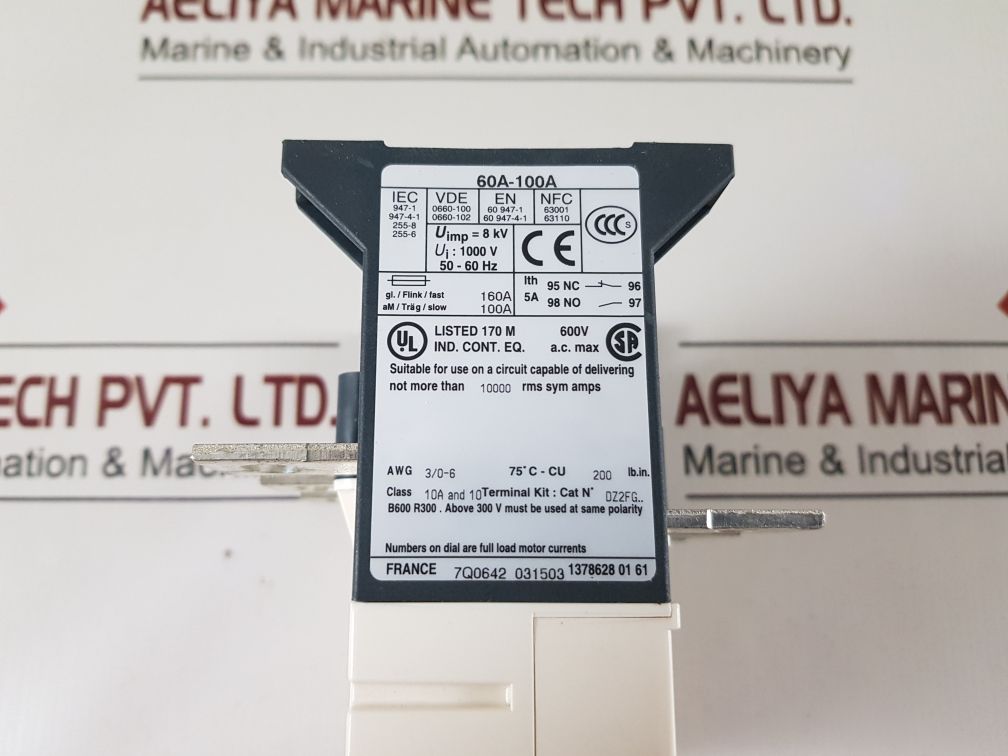 AELIYA MARINE TECH PVT. LTD.
Marine & Industrial Automation & Machinery
60A-100A
IEC
947-1
947-4-1
255-8
255-6
VDE
0660-100
0660-102
EN
60 947-1
60 947-4-1
NFC
63001
63110
CCC S
Uimp = 8 kV
Ui : 1000 V
50 - 60 Hz
CE
gI. / Flink / fast 160A
aM / Träg / slow 100A
Ith
5A
95 NC 96
98 NO 97
UL
LISTED 170 M 600V
IND. CONT. EQ. a.c. max
SA
Suitable for use on a circuit capable of delivering
not more than 10000 rms sym amps
AWG 3/0-6 75°C - CU 200 lb.in.
Class 10A and 10 Terminal Kit : Cat N° DZ2FG..
B600 R300 . Above 300 V must be used at same polarity
Numbers on dial are full load motor currents
FRANCE 7Q0642 031503 1378628 01 61
ECH PVT. LTD.
ation & Mac
AELIYA MARIN
Marine & Industrial